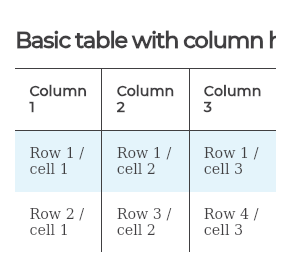 Basic table with column h
Column 1
Column 2
Column 3
Row 1 / cell 1
Row 1 / cell 2
Row 1 / cell 3
Row 2 / cell 1
Row 3 / cell 2
Row 4 / cell 3